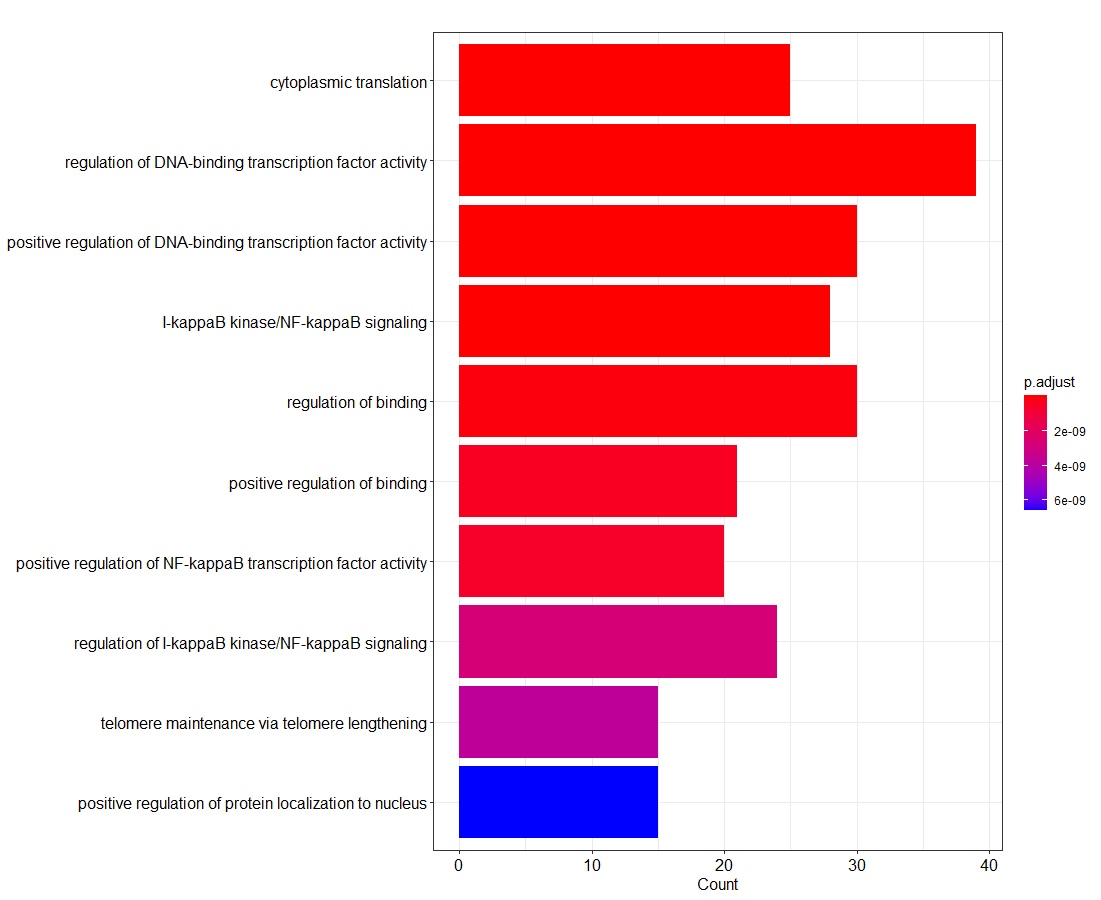 cytoplasmic translation
regulation of DNA-binding transcription factor activity
positive regulation of DNA-binding transcription factor activity
I-kappaB kinase/NF-kappaB signaling
regulation of binding
positive regulation of binding
positive regulation of NF-kappaB transcription factor activity
regulation of I-kappaB kinase/NF-kappaB signaling
telomere maintenance via telomere lengthening
positive regulation of protein localization to nucleus
0 10 20 30 40
Count
p.adjust
2e-09
4e-09
6e-09